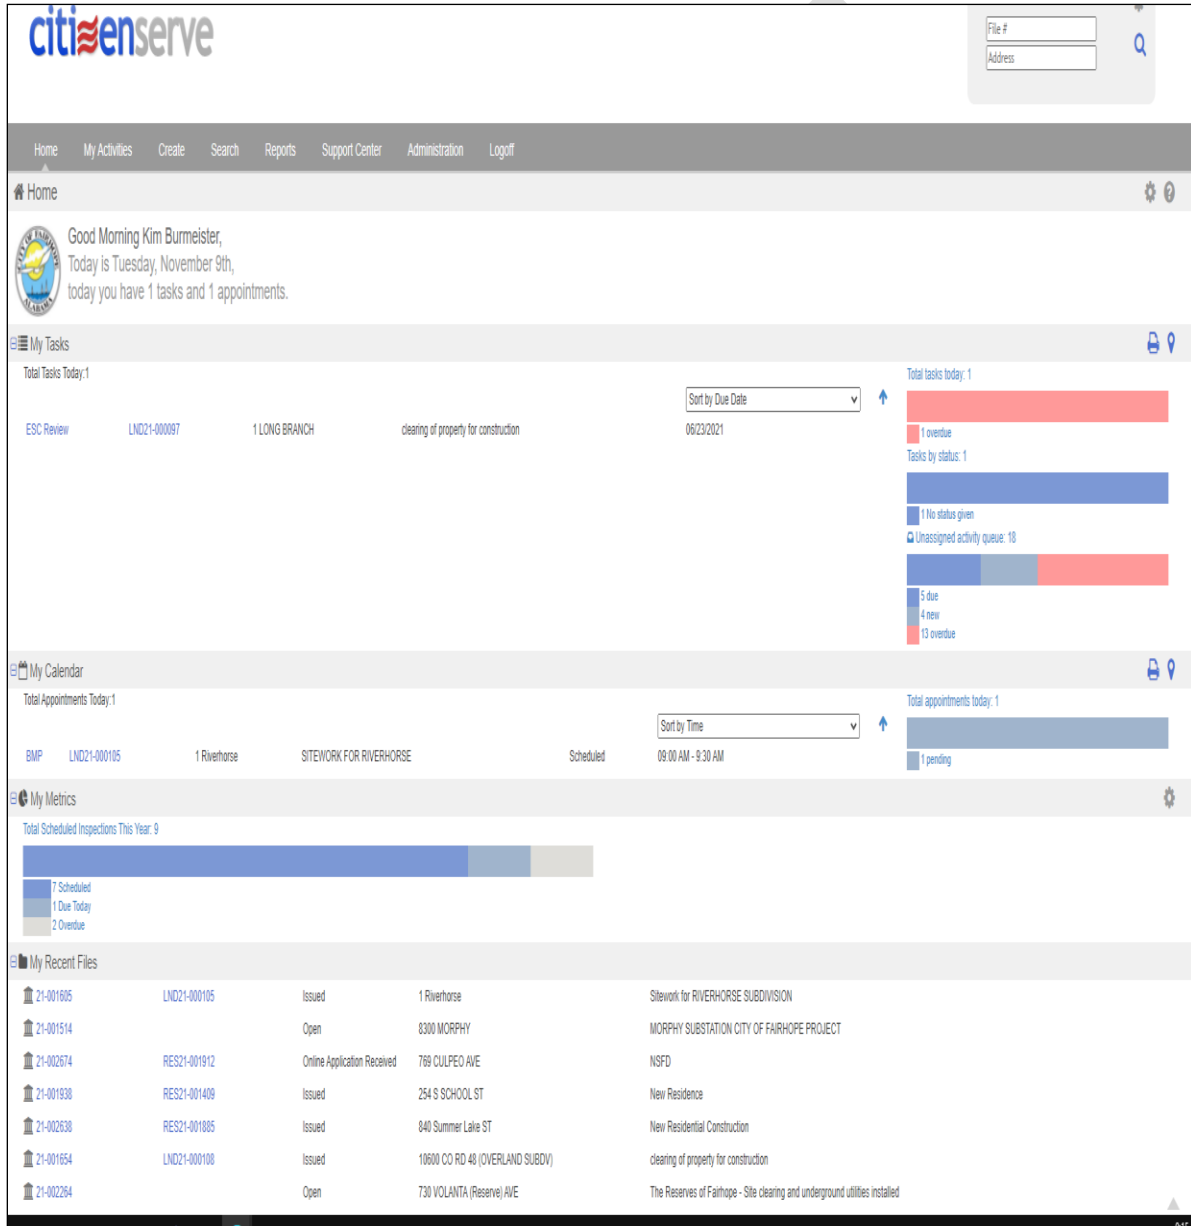 citizenserve
File #
Address
Home My Activities Create Search Reports Support Center Administration Logoff
Home
Good Morning Kim Burmeister,
Today is Tuesday, November 9th,
today you have 1 tasks and 1 appointments.
CITY OF FAIRHOPE
ALABAMA
My Tasks
Total Tasks Today:1
Sort by Due Date
ESC Review LND21-000097 1 LONG BRANCH clearing of property for construction 06/23/2021
Total tasks today: 1
1 overdue
Tasks by status: 1
1 No status given
Unassigned activity queue: 18
5 due
4 new
13 overdue
My Calendar
Total Appointments Today:1
Sort by Time
BMP LND21-000105 1 Riverhorse SITEWORK FOR RIVERHORSE Scheduled 09:00 AM - 9:30 AM
Total appointments today: 1
1 pending
My Metrics
Total Scheduled Inspections This Year: 9
7 Scheduled
1 Due Today
2 Overdue
My Recent Files
21-001605 LND21-000105 Issued 1 Riverhorse Sitework for RIVERHORSE SUBDIVISION
21-001514 Open 8300 MORPHY MORPHY SUBSTATION CITY OF FAIRHOPE PROJECT
21-002674 RES21-001912 Online Application Received 769 CULPEO AVE NSFD
21-001938 RES21-001409 Issued 254 S SCHOOL ST New Residence
21-002638 RES21-001885 Issued 840 Summer Lake ST New Residential Construction
21-001654 LND21-000108 Issued 10600 CO RD 48 (OVERLAND SUBDV) clearing of property for construction
21-002264 Open 730 VOLANTA (Reserve) AVE The Reserves of Fairhope - Site clearing and underground utilities installed